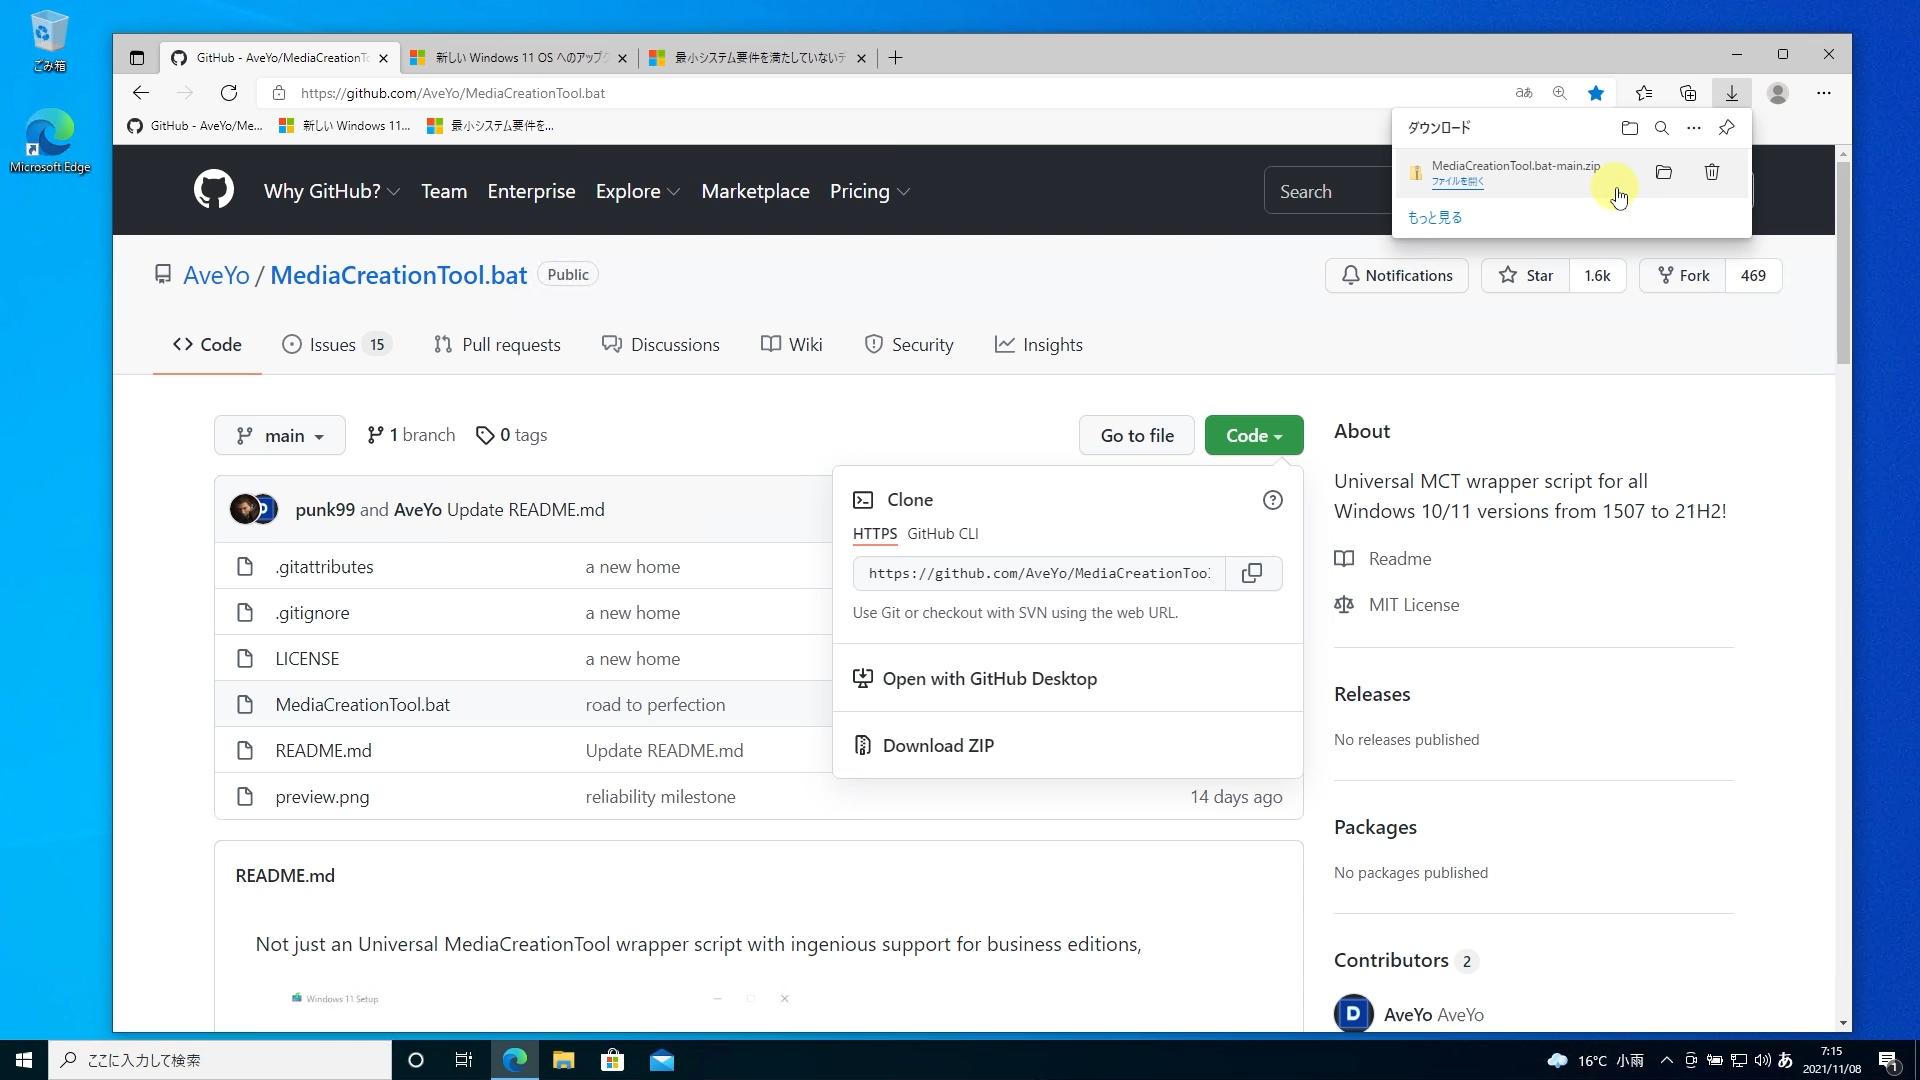 ごみ箱
Microsoft Edge
GitHub - AveYo/MediaCreationT
新しい Windows 11 OS へのアップグ
最小システム要件を満たしていないデ
https://github.com/AveYo/MediaCreationTool.bat
aあ
GitHub - AveYo/Me...
新しい Windows 11...
最小システム要件を...
ダウンロード
MediaCreationTool.bat-main.zip
ファイルを開く
もっと見る
Why GitHub?
Team
Enterprise
Explore
Marketplace
Pricing
Search
AveYo / MediaCreationTool.bat
Public
Notifications
Star
1.6k
Fork
469
Code
Issues
15
Pull requests
Discussions
Wiki
Security
Insights
main
1 branch
0 tags
Go to file
Code
punk99 and AveYo Update README.md
.gitattributes
a new home
.gitignore
a new home
LICENSE
a new home
MediaCreationTool.bat
road to perfection
README.md
Update README.md
preview.png
reliability milestone
14 days ago
Clone
HTTPS
GitHub CLI
https://github.com/AveYo/MediaCreationToo
Use Git or checkout with SVN using the web URL.
Open with GitHub Desktop
Download ZIP
About
Universal MCT wrapper script for all
Windows 10/11 versions from 1507 to 21H2!
Readme
MIT License
Releases
No releases published
Packages
No packages published
Contributors
2
D
AveYo AveYo
README.md
Not just an Universal MediaCreationTool wrapper script with ingenious support for business editions,
Windows 11 Setup
ここに入力して検索
16°C 小雨
あ
7:15
2021/11/08
1